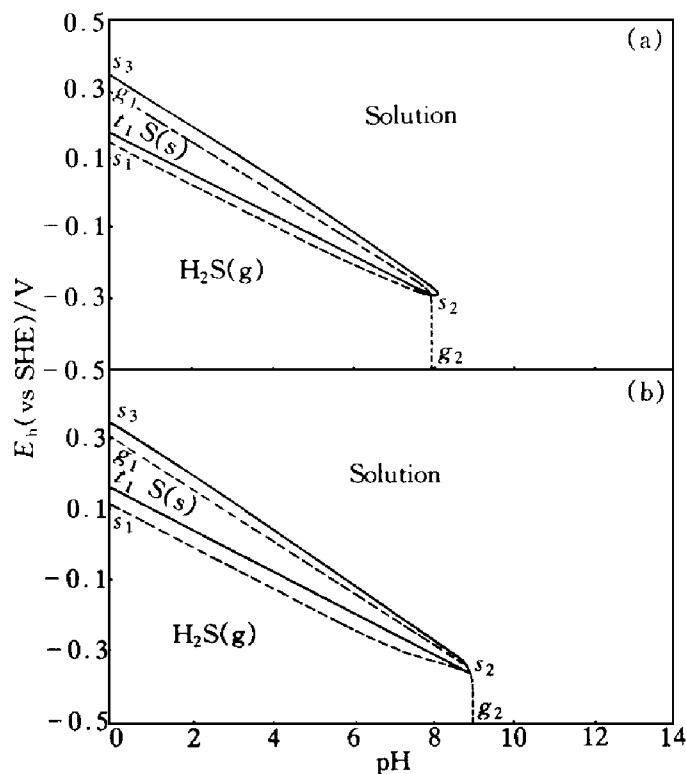 0.5
(a)
s3
0.3
g1
Solution
t1 S(s)
0.1
s1
-0.1
H2S(g)
-0.3
s2
g2
-0.5
(b)
s3
0.3
g1
Solution
t1 S(s)
0.1
s1
-0.1
H2S(g)
-0.3
s2
g2
-0.5
0 2 4 6 8 10 12 14
pH
Eh(vs SHE)/V